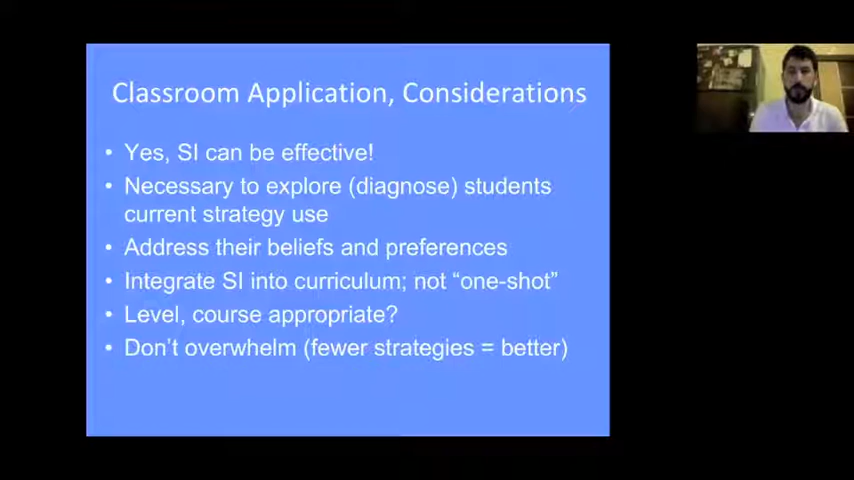 Classroom Application, Considerations
• Yes, SI can be effective!
• Necessary to explore (diagnose) students
current strategy use
• Address their beliefs and preferences
• Integrate SI into curriculum; not “one-shot”
• Level, course appropriate?
• Don’t overwhelm (fewer strategies = better)